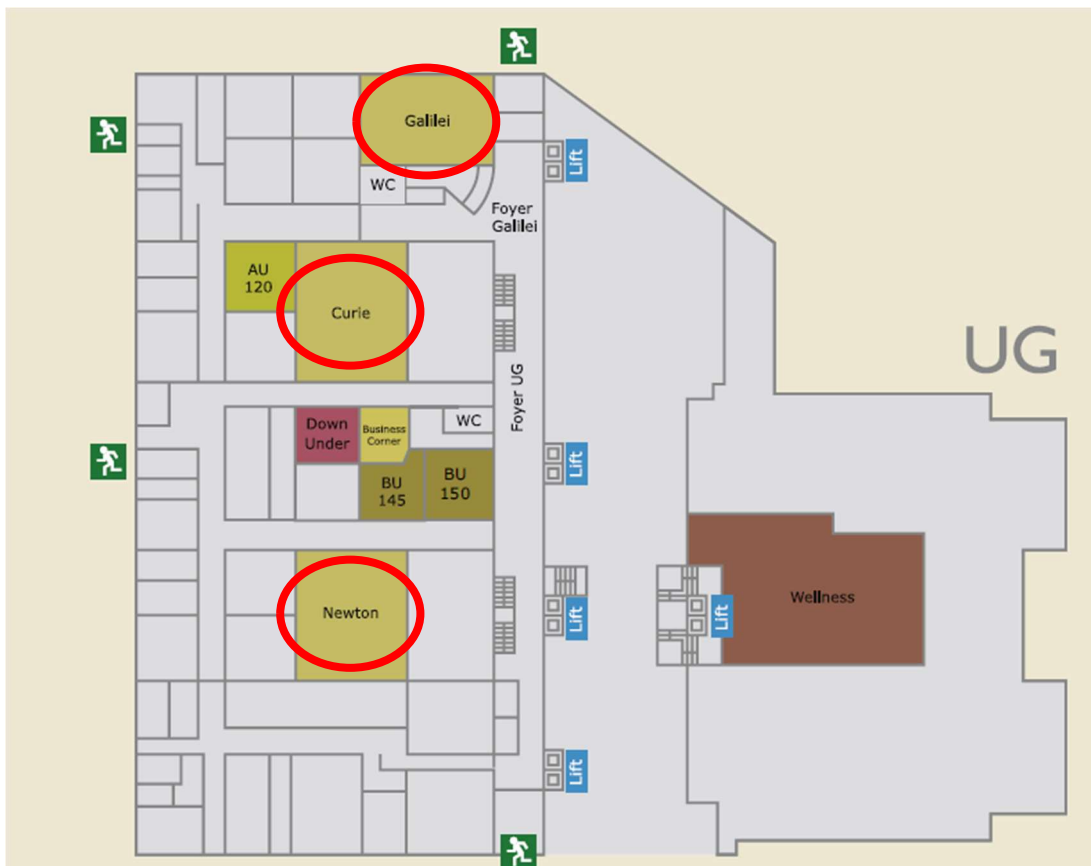 Galilei
Lift
WC
Foyer
Galilei
AU
120
Curie
UG
Foyer UG
Down
Under
Business
Corner
WC
BU
145
BU
150
Lift
Newton
Lift
Lift
Wellness
Lift